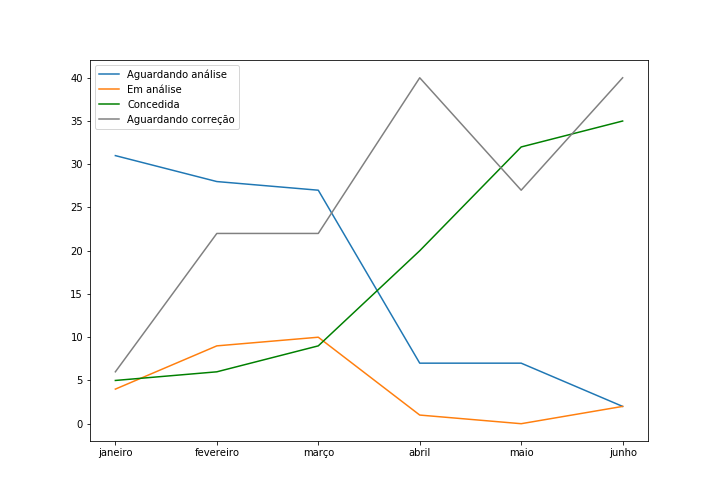 Aguardando análise
Em análise
Concedida
Aguardando correção
40
35
30
25
20
15
10
5
0
janeiro fevereiro março abril maio junho